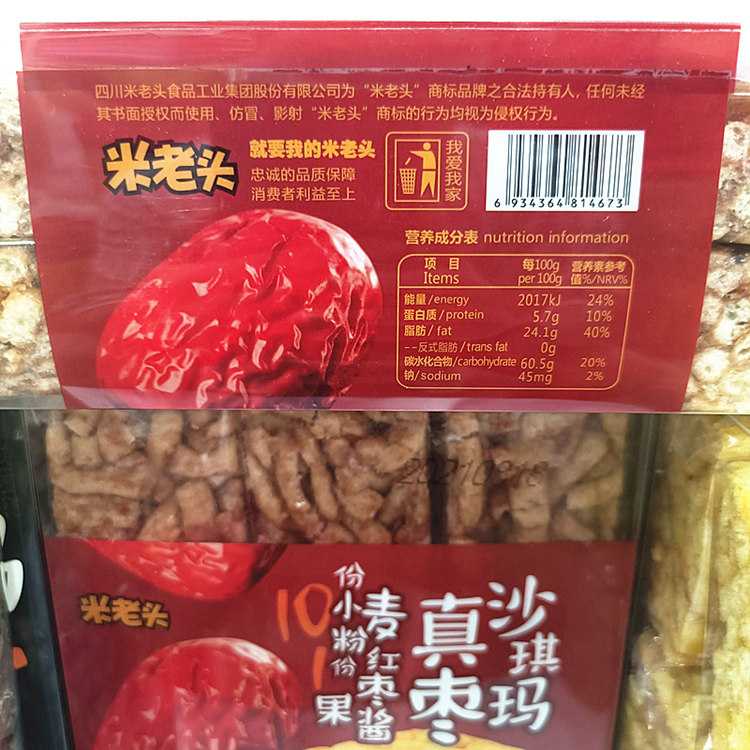 四川米老头食品工业集团股份有限公司为“米老头”商标品牌之合法持有人,任何未经
其书面授权而使用、仿冒、影射“米老头”商标的行为均视为侵权行为。
米老头
就要我的米老头
忠诚的品质保障
消费者利益至上
我爱我家
6 934364 814673
营养成分表 nutrition information
项目 每100g 营养素参考
Items per 100g 值%/NRV%
能量/energy 2017kJ 24%
蛋白质/protein 5.7g 10%
脂肪/fat 24.1g 40%
--反式脂肪/trans fat 0g
碳水化合物/carbohydrate 60.5g 20%
钠/sodium 45mg 2%
20210918
米老头
沙琪玛
真枣
麦红枣酱
份小粉份果
10
1